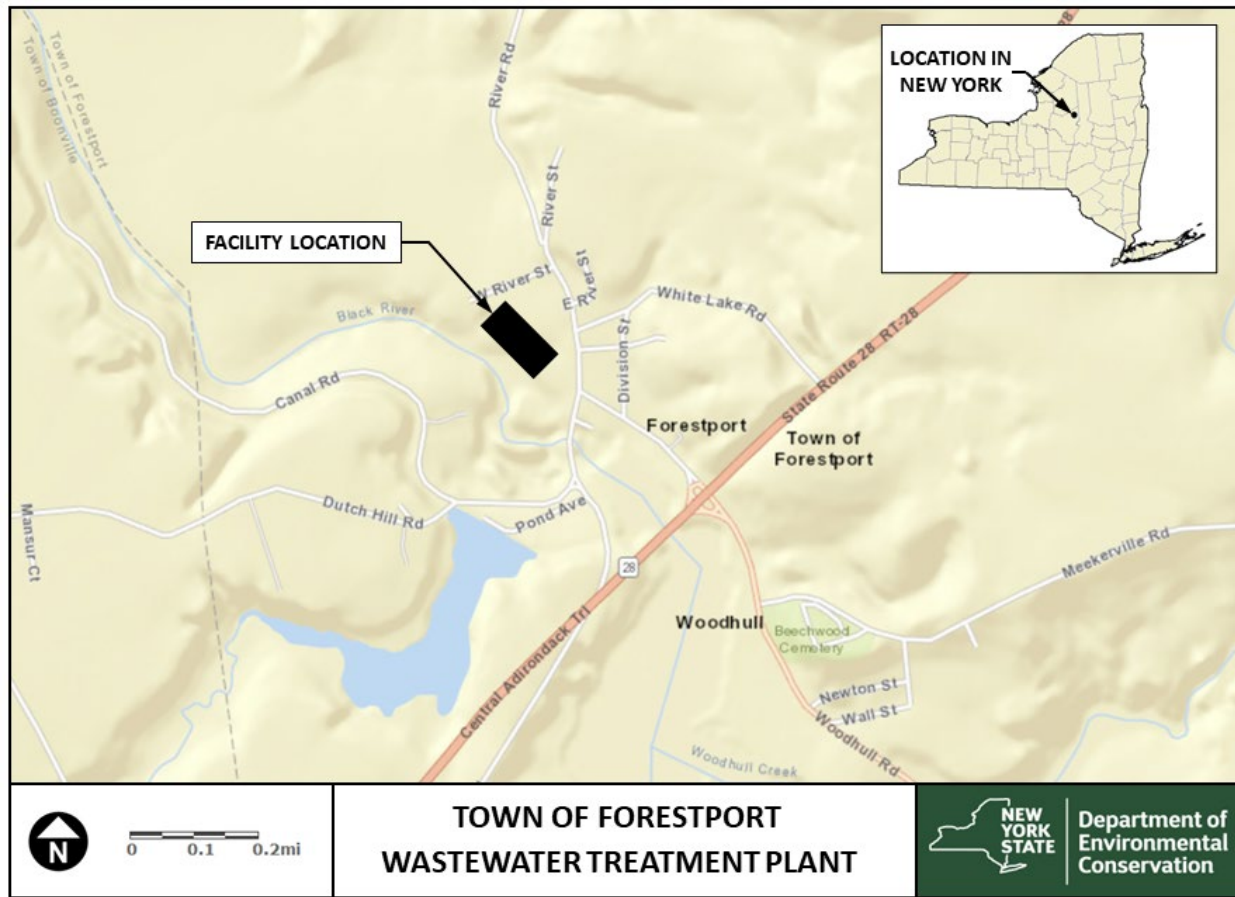 River Rd
28
LOCATION IN
NEW YORK
Town of Forestport
Town of Boonville
River St
FACILITY LOCATION
W River St
E River St
White Lake Rd
Black River
Division St
State Route 28 RT-28
Canal Rd
Forestport
Town of
Forestport
Mansur Ct
Dutch Hill Rd
Pond Ave
Meekerville Rd
28
Central Adirondack Trl
Woodhull
Beechwood
Cemetery
Newton St
Wall St
Woodhull Rd
Woodhull Creek
N
0 0.1 0.2mi
TOWN OF FORESTPORT
WASTEWATER TREATMENT PLANT
NEW
YORK
STATE
Department of
Environmental
Conservation